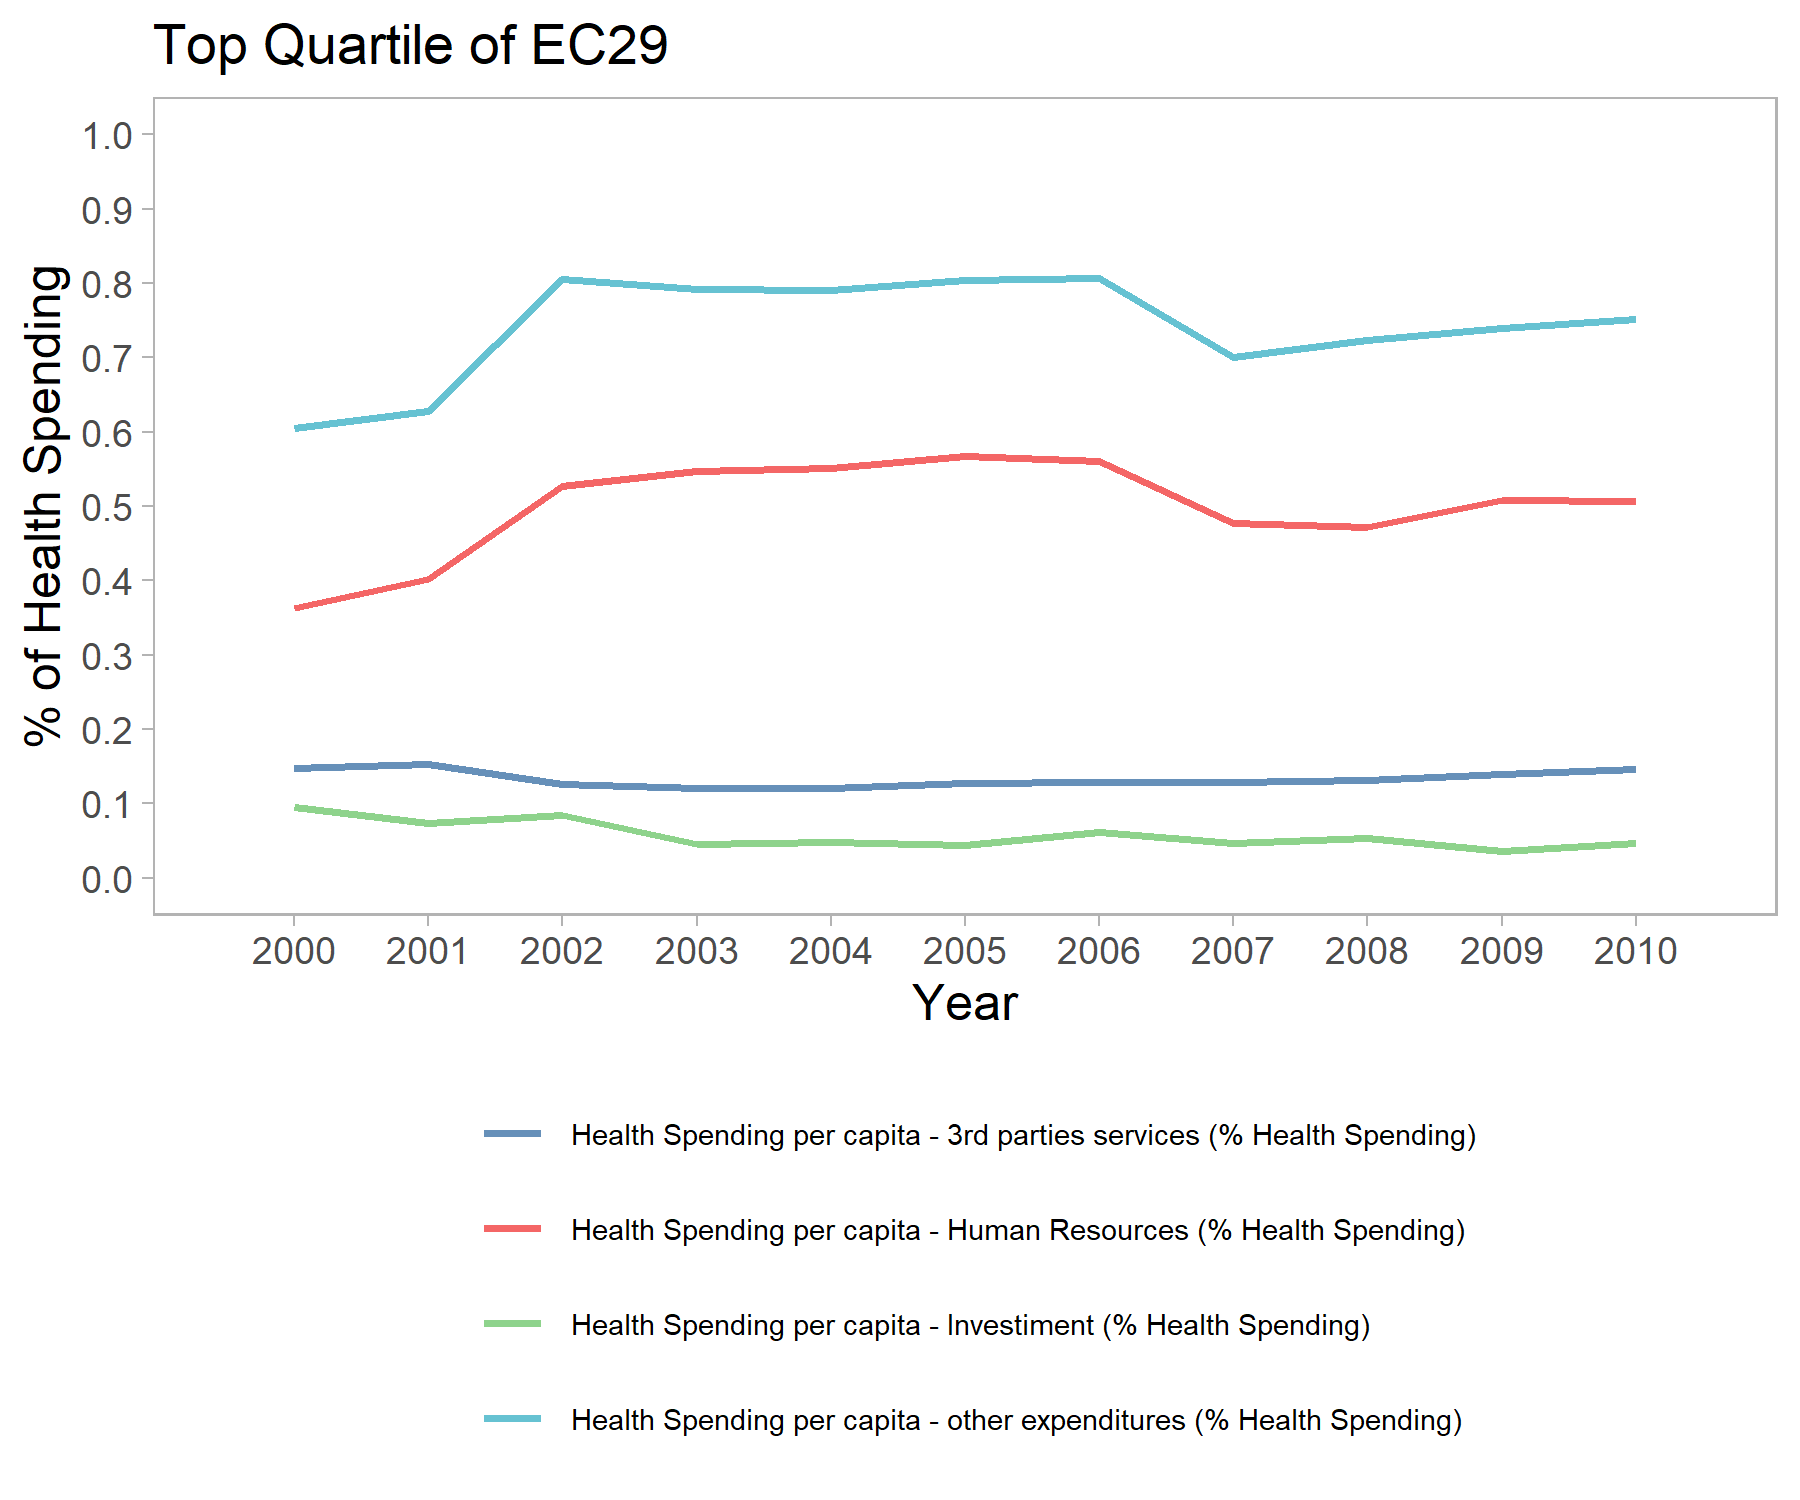 Top Quartile of EC29
% of Health Spending
1.0
0.9
0.8
0.7
0.6
0.5
0.4
0.3
0.2
0.1
0.0
2000 2001 2002 2003 2004 2005 2006 2007 2008 2009 2010
Year
Health Spending per capita - 3rd parties services (% Health Spending)
Health Spending per capita - Human Resources (% Health Spending)
Health Spending per capita - Investiment (% Health Spending)
Health Spending per capita - other expenditures (% Health Spending)